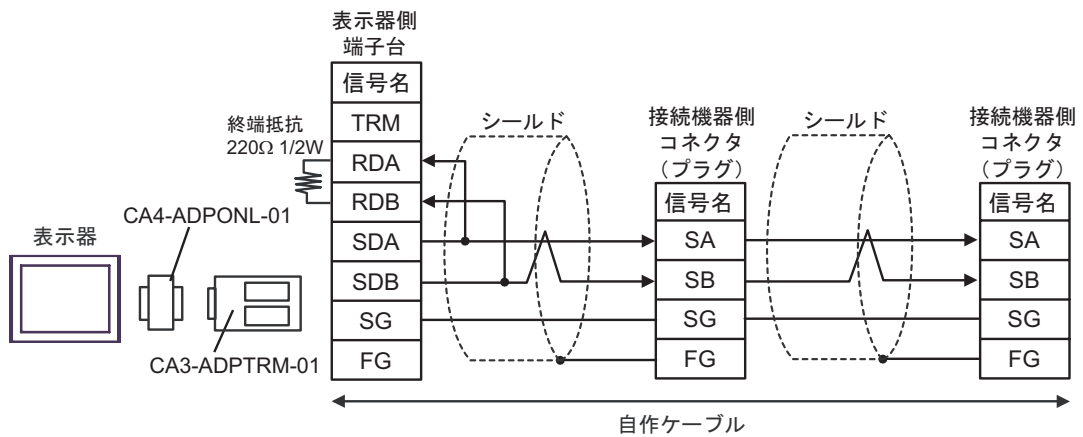 表示器側
端子台
信号名
TRM
RDA
RDB
SDA
SDB
SG
FG
終端抵抗
220Ω 1/2W
CA4-ADPONL-01
表示器
CA3-ADPTRM-01
シールド
接続機器側
コネクタ
(プラグ)
信号名
SA
SB
SG
FG
シールド
接続機器側
コネクタ
(プラグ)
信号名
SA
SB
SG
FG
自作ケーブル